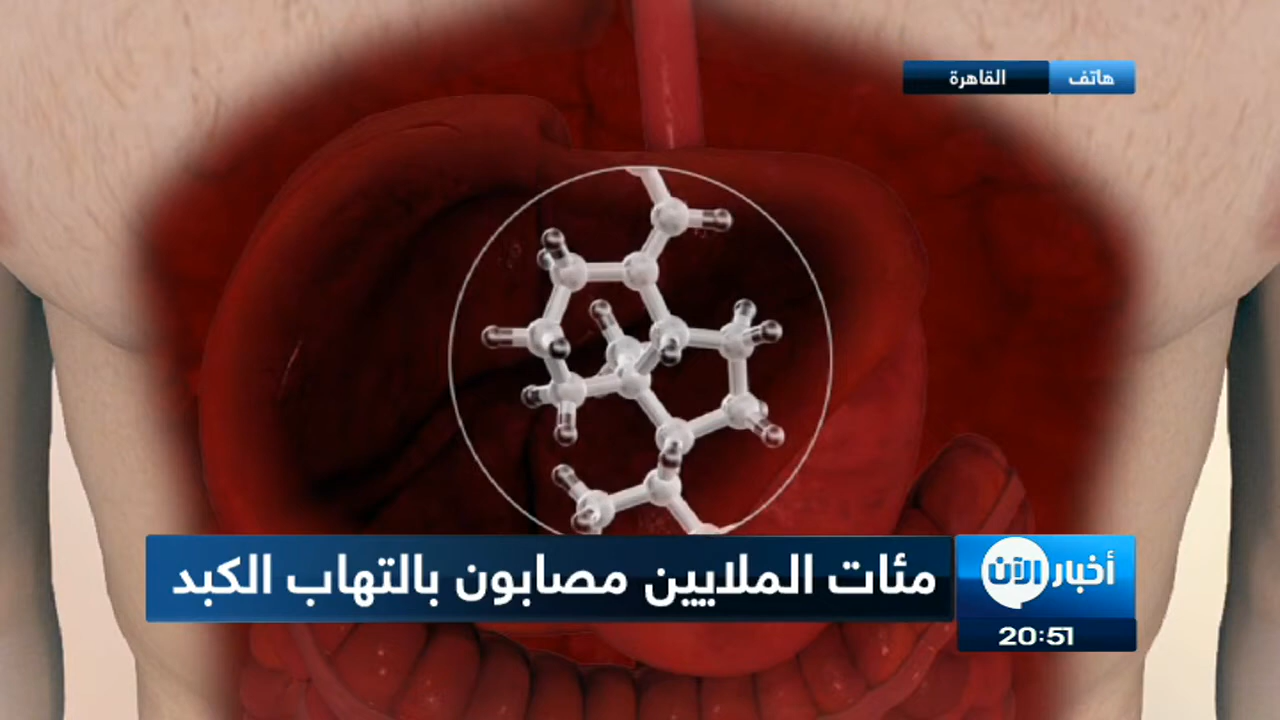 هاتف القاهرة
مئات الملايين مصابون بالتهاب الكبد
أخبار الآن
20:51